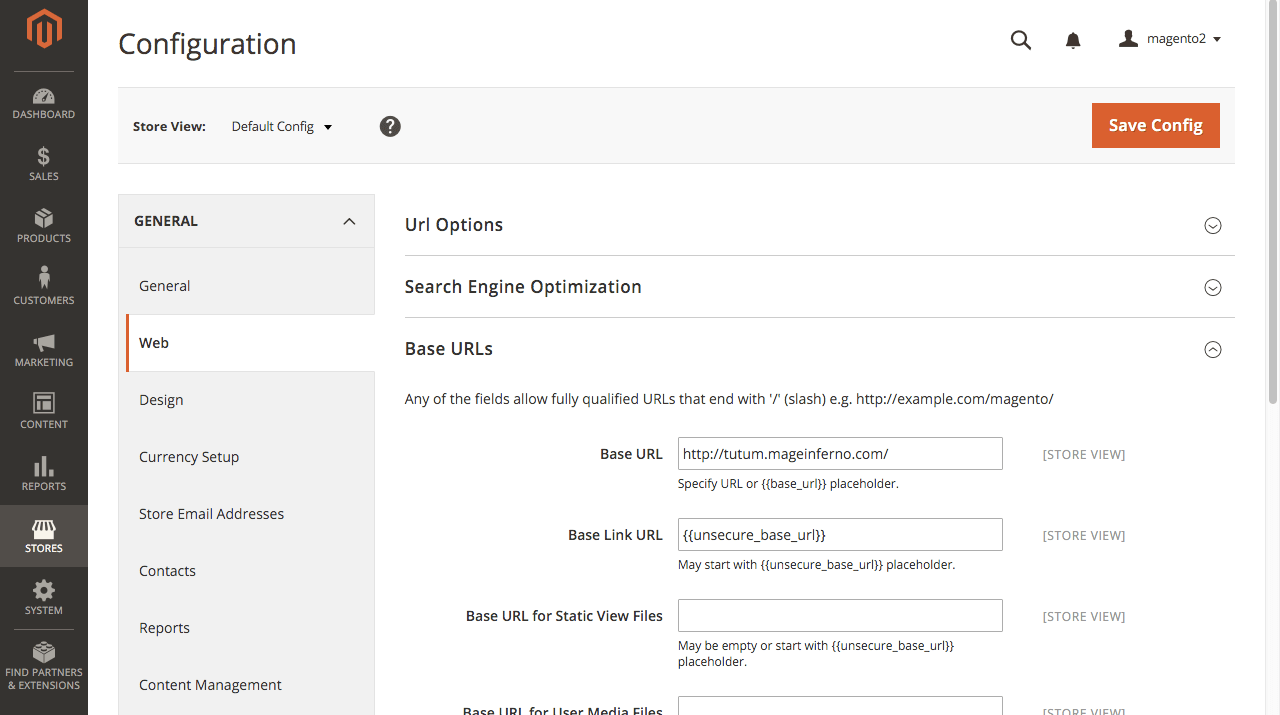 Configuration
magento2
DASHBOARD
SALES
PRODUCTS
CUSTOMERS
MARKETING
CONTENT
REPORTS
STORES
SYSTEM
FIND PARTNERS
& EXTENSIONS
Store View: Default Config
Save Config
GENERAL
General
Web
Design
Currency Setup
Store Email Addresses
Contacts
Reports
Content Management
Url Options
Search Engine Optimization
Base URLs
Any of the fields allow fully qualified URLs that end with '/' (slash) e.g. http://example.com/magento/
Base URL http://tutum.mageinferno.com/ [STORE VIEW]
Specify URL or {{base_url}} placeholder.
Base Link URL {{unsecure_base_url}} [STORE VIEW]
May start with {{unsecure_base_url}} placeholder.
Base URL for Static View Files [STORE VIEW]
May be empty or start with {{unsecure_base_url}}
placeholder.
Base URL for User Media Files [STORE VIEW]